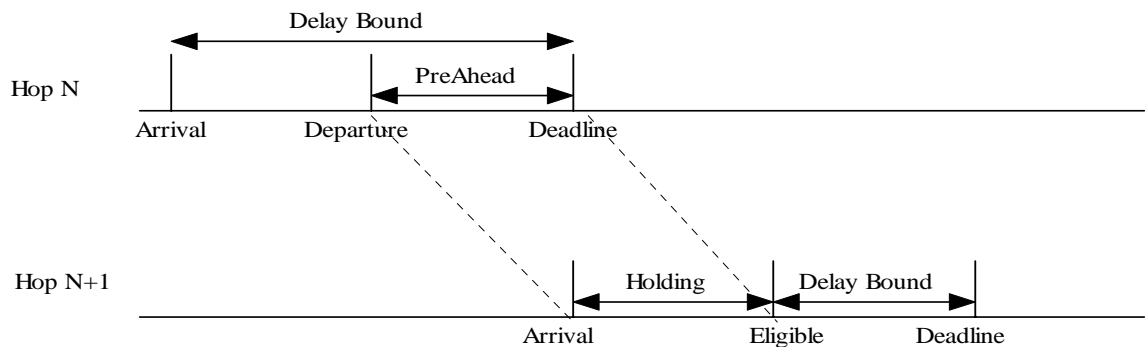 Delay Bound
PreAhead
Hop N
Arrival Departure Deadline
Hop N+1
Holding Delay Bound
Arrival Eligible Deadline